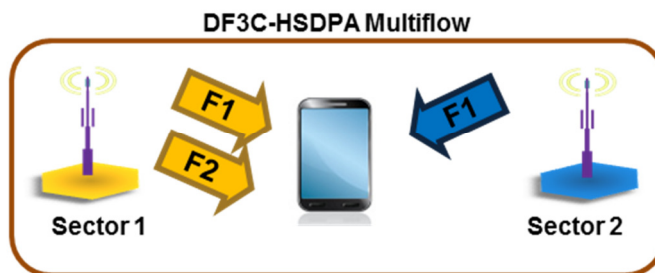 DF3C-HSDPA Multiflow
F1
F1
F2
Sector 1
Sector 2